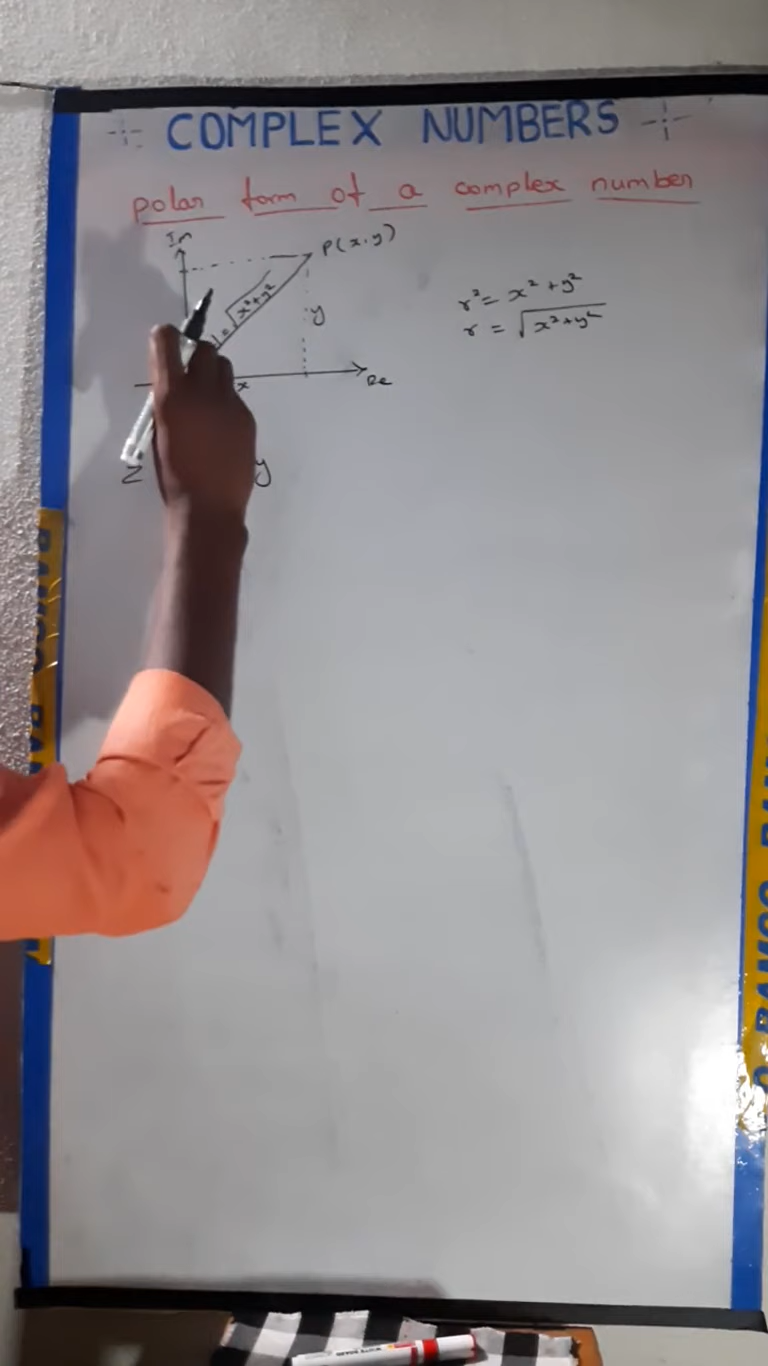 COMPLEX NUMBERS
polar form of a complex number
Im
P(x,y)
= √x²+y²
y
x
Re
r² = x² + y²
r = √x²+y²
Z
y